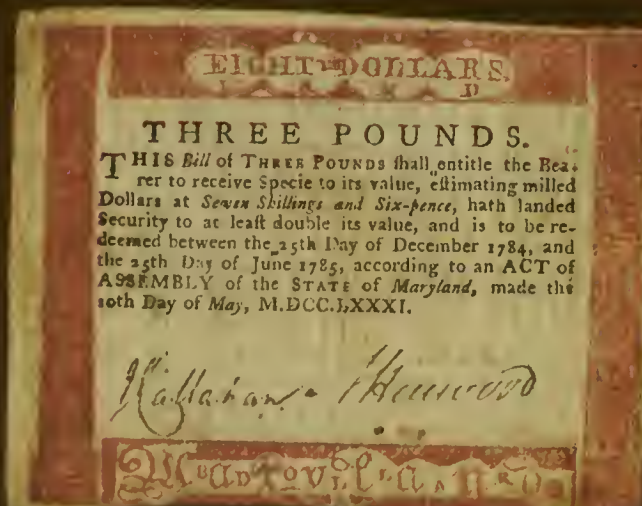 EIGHT DOLLARS.
THREE POUNDS.
THIS Bill of THREE POUNDS ſhall entitle the Bea-
rer to receive Specie to its value, eſtimating milled
Dollars at Seven Shillings and Six-pence, hath landed
Security to at leaſt double its value, and is to be re-
deemed between the 25th Day of December 1784, and
the 25th Day of June 1785, according to an ACT of
ASSEMBLY of the STATE of Maryland, made the
10th Day of May, M.DCC.LXXXI.
Callahan